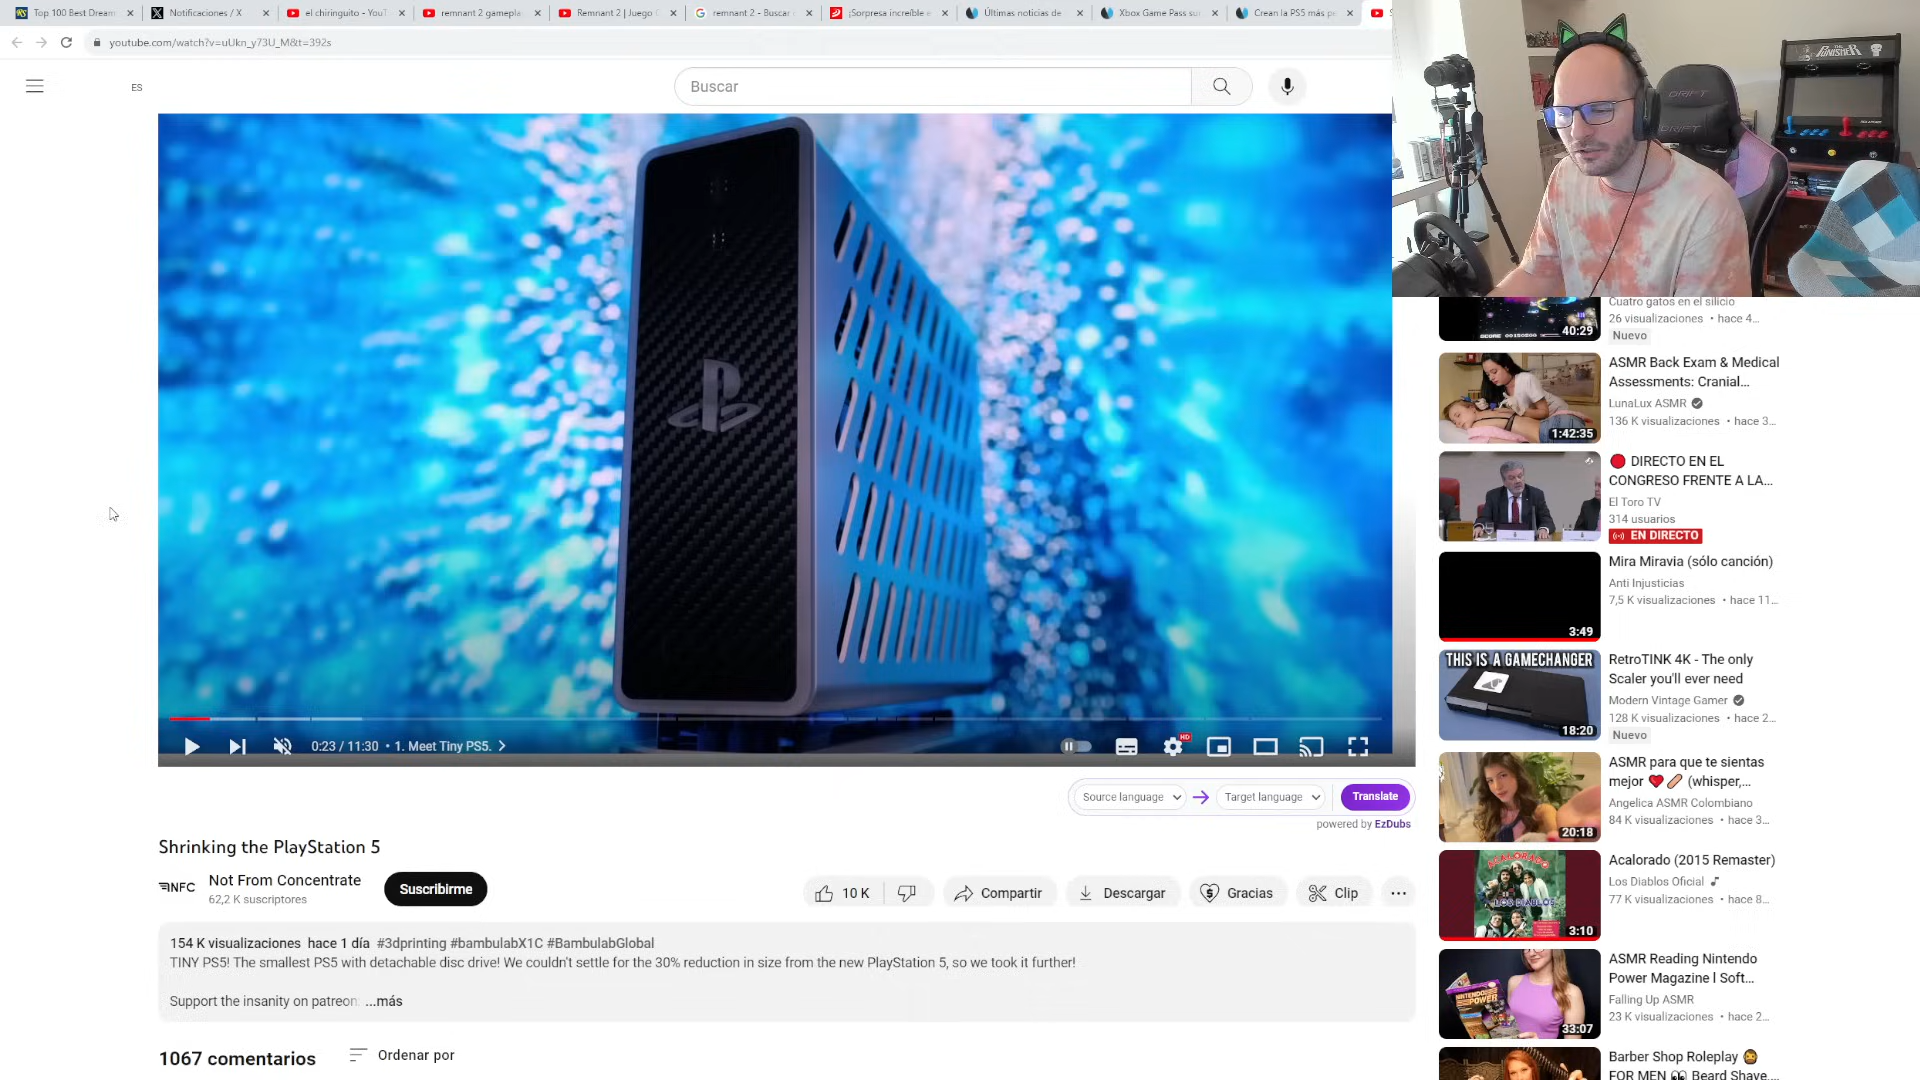 Top 100 Best Dream
Notificaciones / X
el chiringuito - YouT
remnant 2 gamepla
Remnant 2 | Juego
remnant 2 - Buscar
¡Sorpresa increíble e
Últimas noticias de
Xbox Game Pass su
Crean la PS5 más pe
youtube.com/watch?v=uUkn_y73U_M&t=392s
ES
Buscar
THE PUNISHER
DRIFT
DRIFT
0:23 / 11:30 • 1. Meet Tiny PS5.
HD
Source language
Target language
Translate
powered by EzDubs
Shrinking the PlayStation 5
NFC
Not From Concentrate
62,2 K suscriptores
Suscribirme
10 K
Compartir
Descargar
Gracias
Clip
154 K visualizaciones hace 1 día #3dprinting #bambulabX1C #BambulabGlobal
TINY PS5! The smallest PS5 with detachable disc drive! We couldn't settle for the 30% reduction in size from the new PlayStation 5, so we took it further!
Support the insanity on patreon: ...más
1067 comentarios
Ordenar por
40:29
Cuatro gatos en el silicio
26 visualizaciones • hace 4...
Nuevo
1:42:35
ASMR Back Exam & Medical
Assessments: Cranial...
LunaLux ASMR
136 K visualizaciones • hace 3...
DIRECTO EN EL
CONGRESO FRENTE A LA...
El Toro TV
314 usuarios
EN DIRECTO
3:49
Mira Miravia (sólo canción)
Anti Injusticias
7,5 K visualizaciones • hace 11...
THIS IS A GAMECHANGER
18:20
RetroTINK 4K - The only
Scaler you'll ever need
Modern Vintage Gamer
128 K visualizaciones • hace 2...
Nuevo
20:18
ASMR para que te sientas
mejor (whisper,...
Angelica ASMR Colombiano
84 K visualizaciones • hace 3...
ACALORADO
LOS DIABLOS
3:10
Acalorado (2015 Remaster)
Los Diablos Oficial
77 K visualizaciones • hace 8...
NINTENDO
POWER
33:07
ASMR Reading Nintendo
Power Magazine l Soft...
Falling Up ASMR
23 K visualizaciones • hace 2...
Barber Shop Roleplay
FOR MEN Beard Shave...